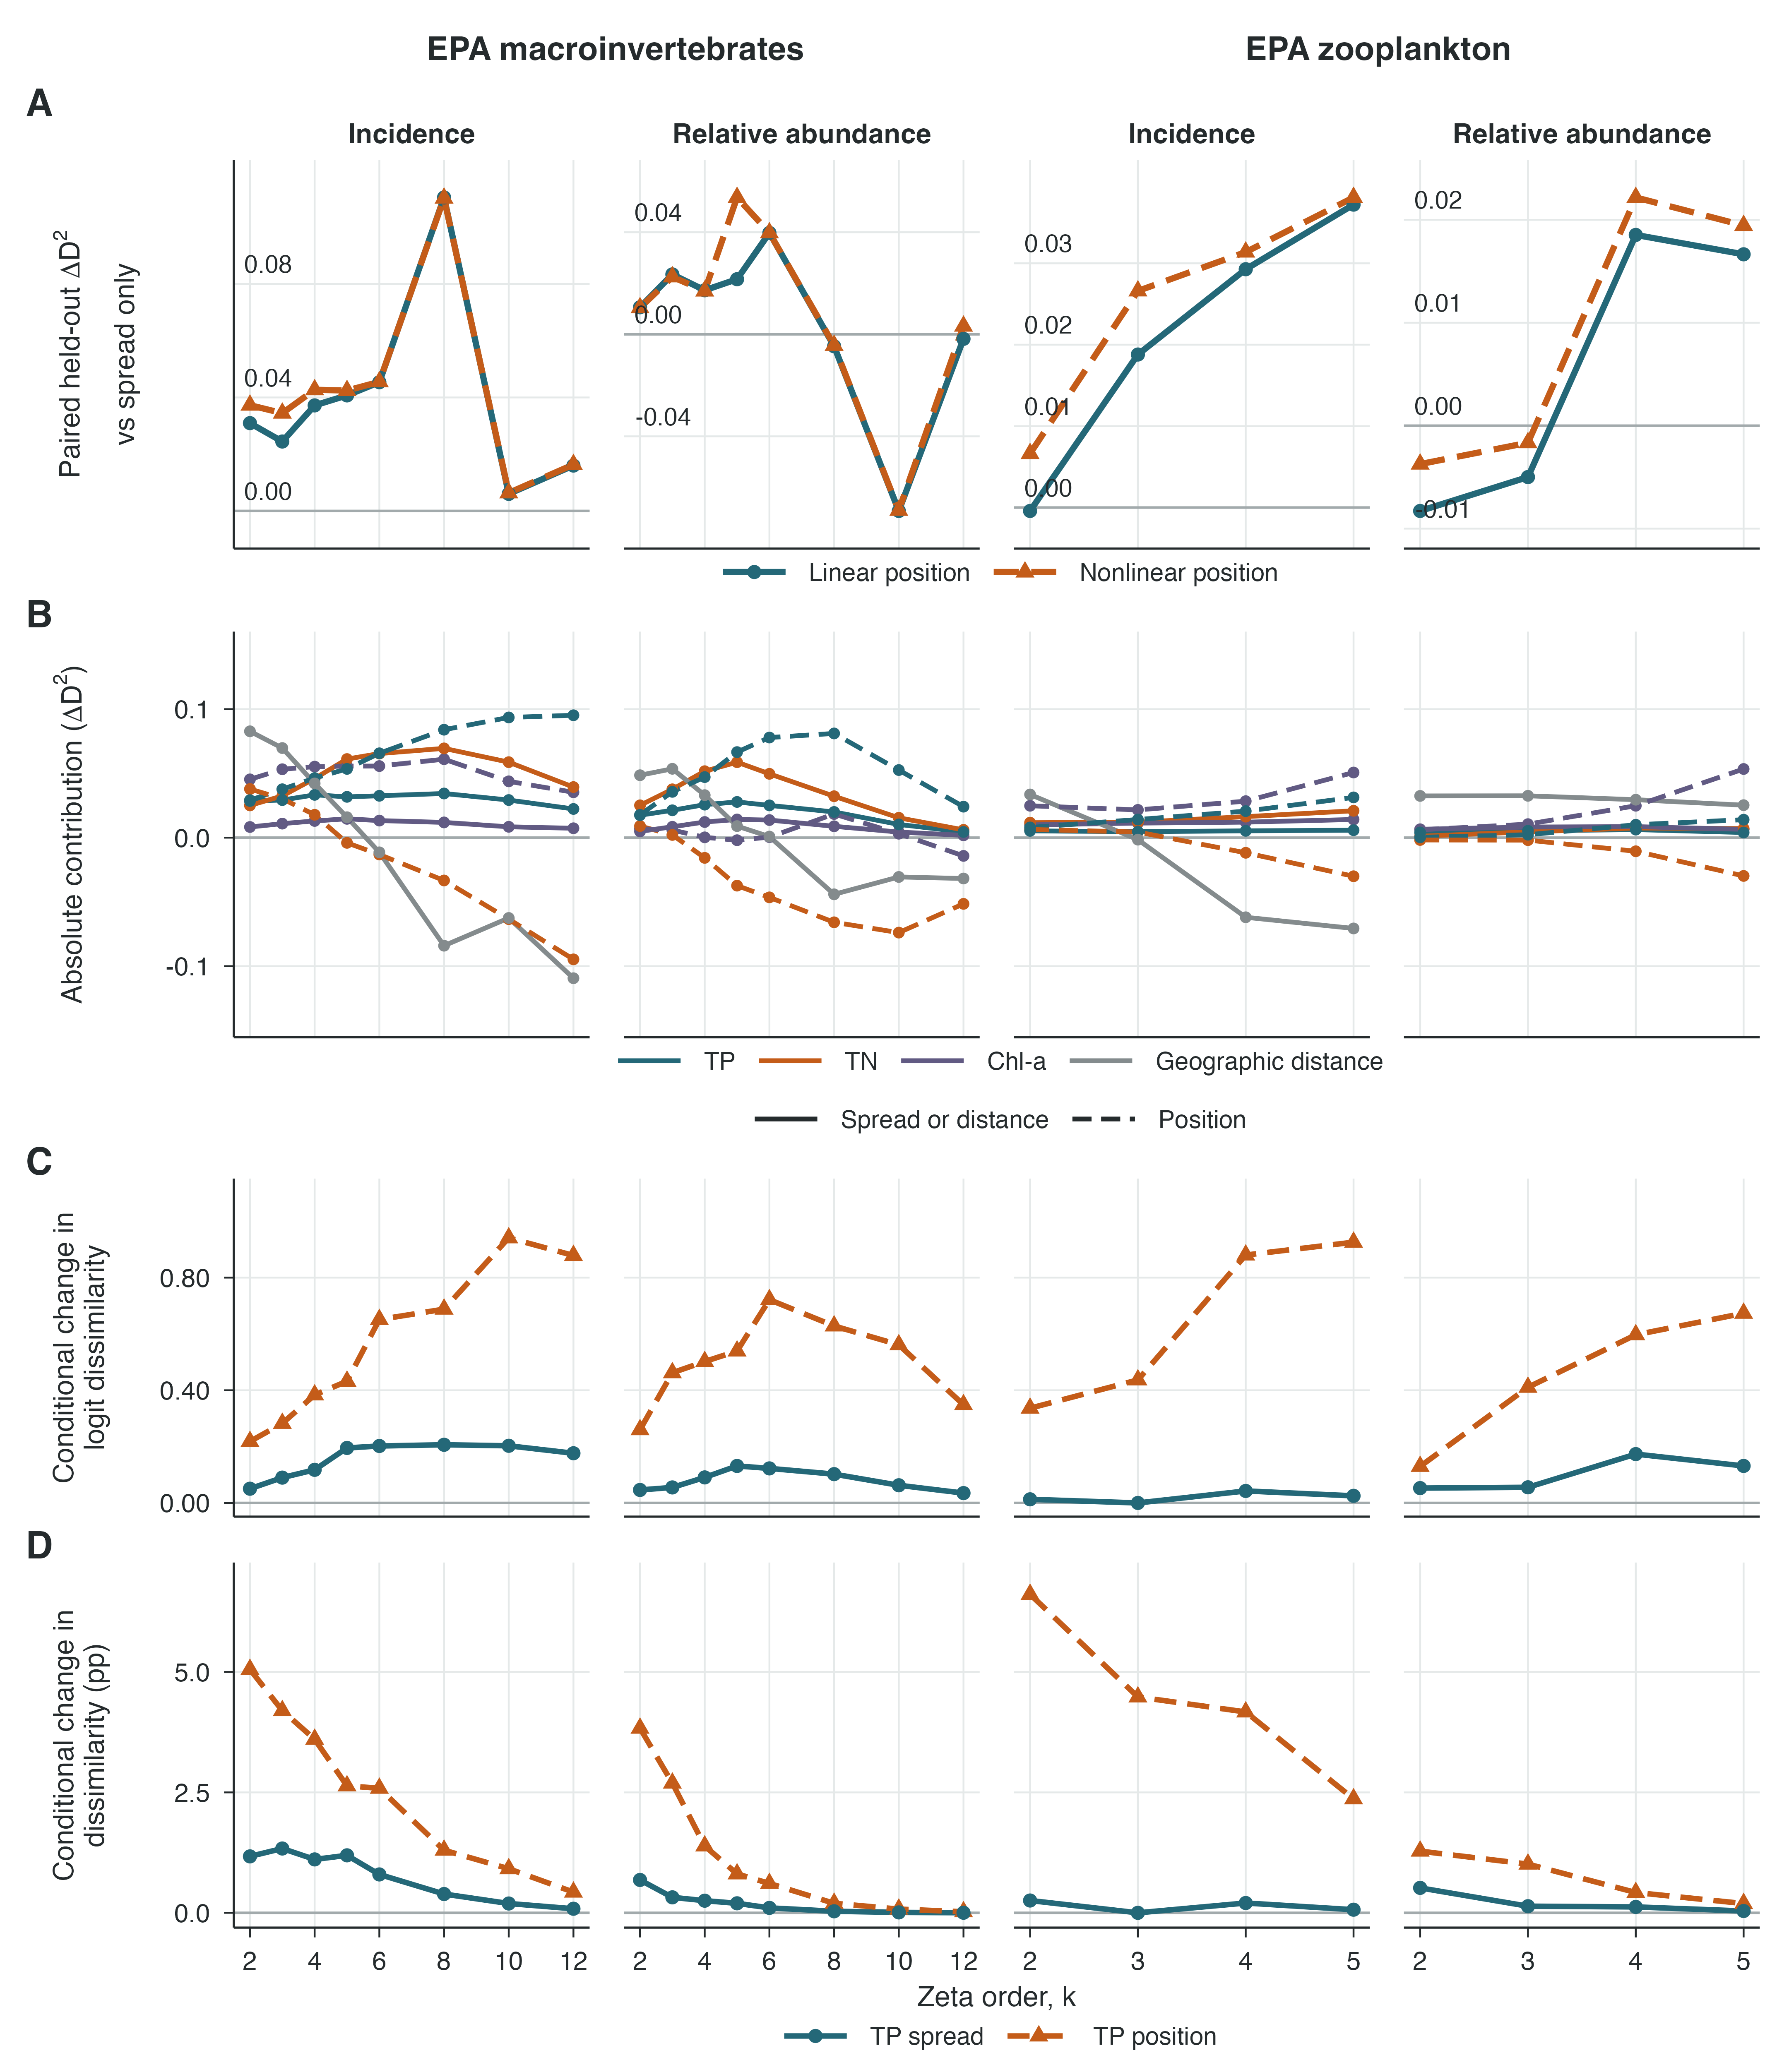 EPA macroinvertebrates
EPA zooplankton
A
Incidence
Relative abundance
Incidence
Relative abundance
Paired held-out ΔD²
vs spread only
0.08
0.04
0.00
0.04
0.00
-0.04
0.03
0.02
0.01
0.00
0.02
0.01
0.00
-0.01
Linear position
Nonlinear position
B
Absolute contribution (ΔD²)
0.1
0.0
-0.1
TP
TN
Chl-a
Geographic distance
Spread or distance
Position
C
Conditional change in
logit dissimilarity
0.80
0.40
0.00
D
Conditional change in
dissimilarity (pp)
5.0
2.5
0.0
2 4 6 8 10 12
2 4 6 8 10 12
2 3 4 5
2 3 4 5
Zeta order, k
TP spread
TP position